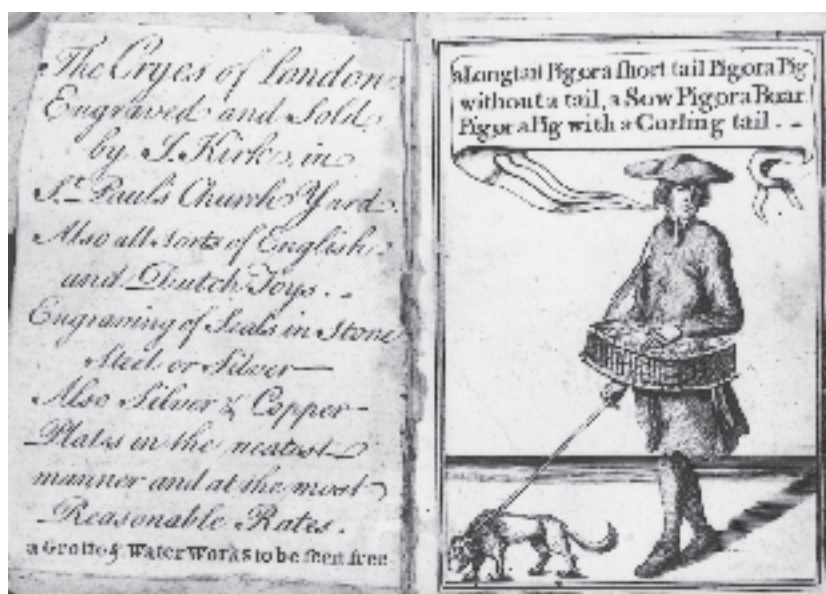 The Cryes of London
Engraved and Sold
by J. Kirk, in
St. Paul's Church Yard.
Also all sorts of English
and Dutch Toys.
Engraving of Seals in Stone
Steel or Silver
Also Silver & Copper
Plates in the neatest
manner and at the most
Reasonable Rates.
a Grotto & Water Works to be seen free
a Long tail Pig, or a short tail Pig, or a Pig
without a tail, a Sow Pig or a Boar
Pig or a Pig with a Curling tail.